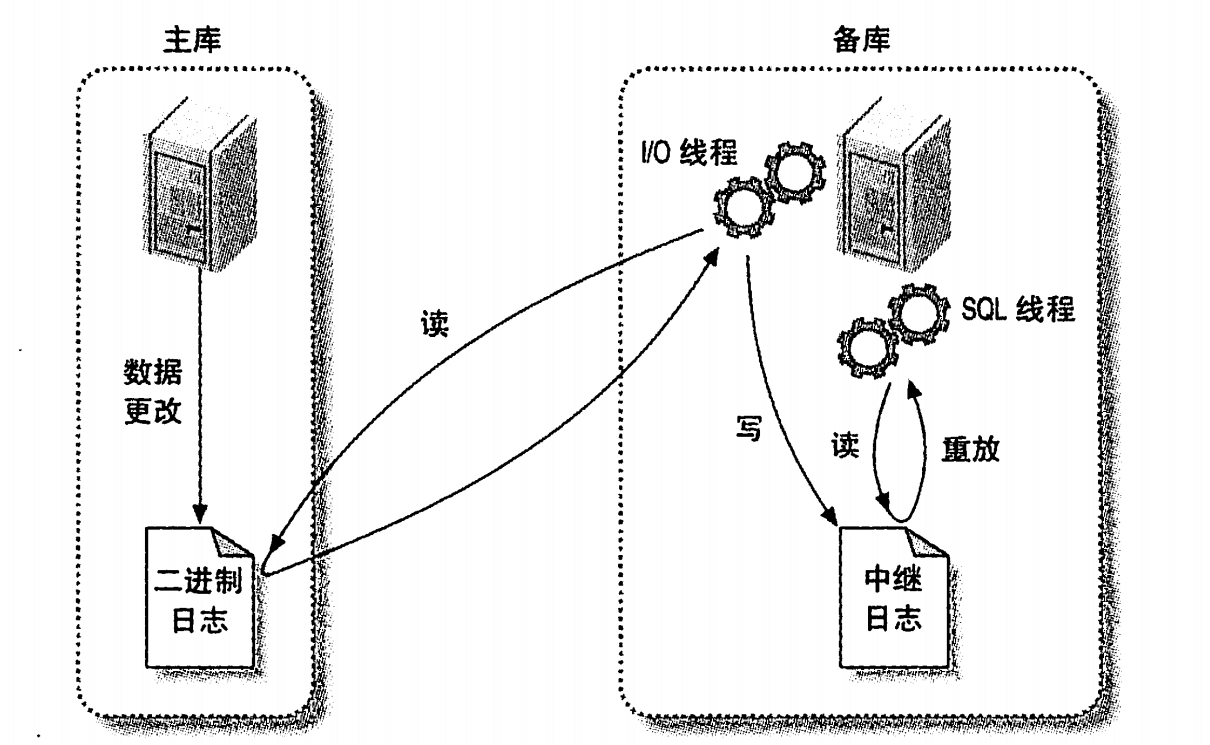 主库
备库
I/O 线程
SQL 线程
读
数据
更改
写
读
重放
二进制
日志
中继
日志